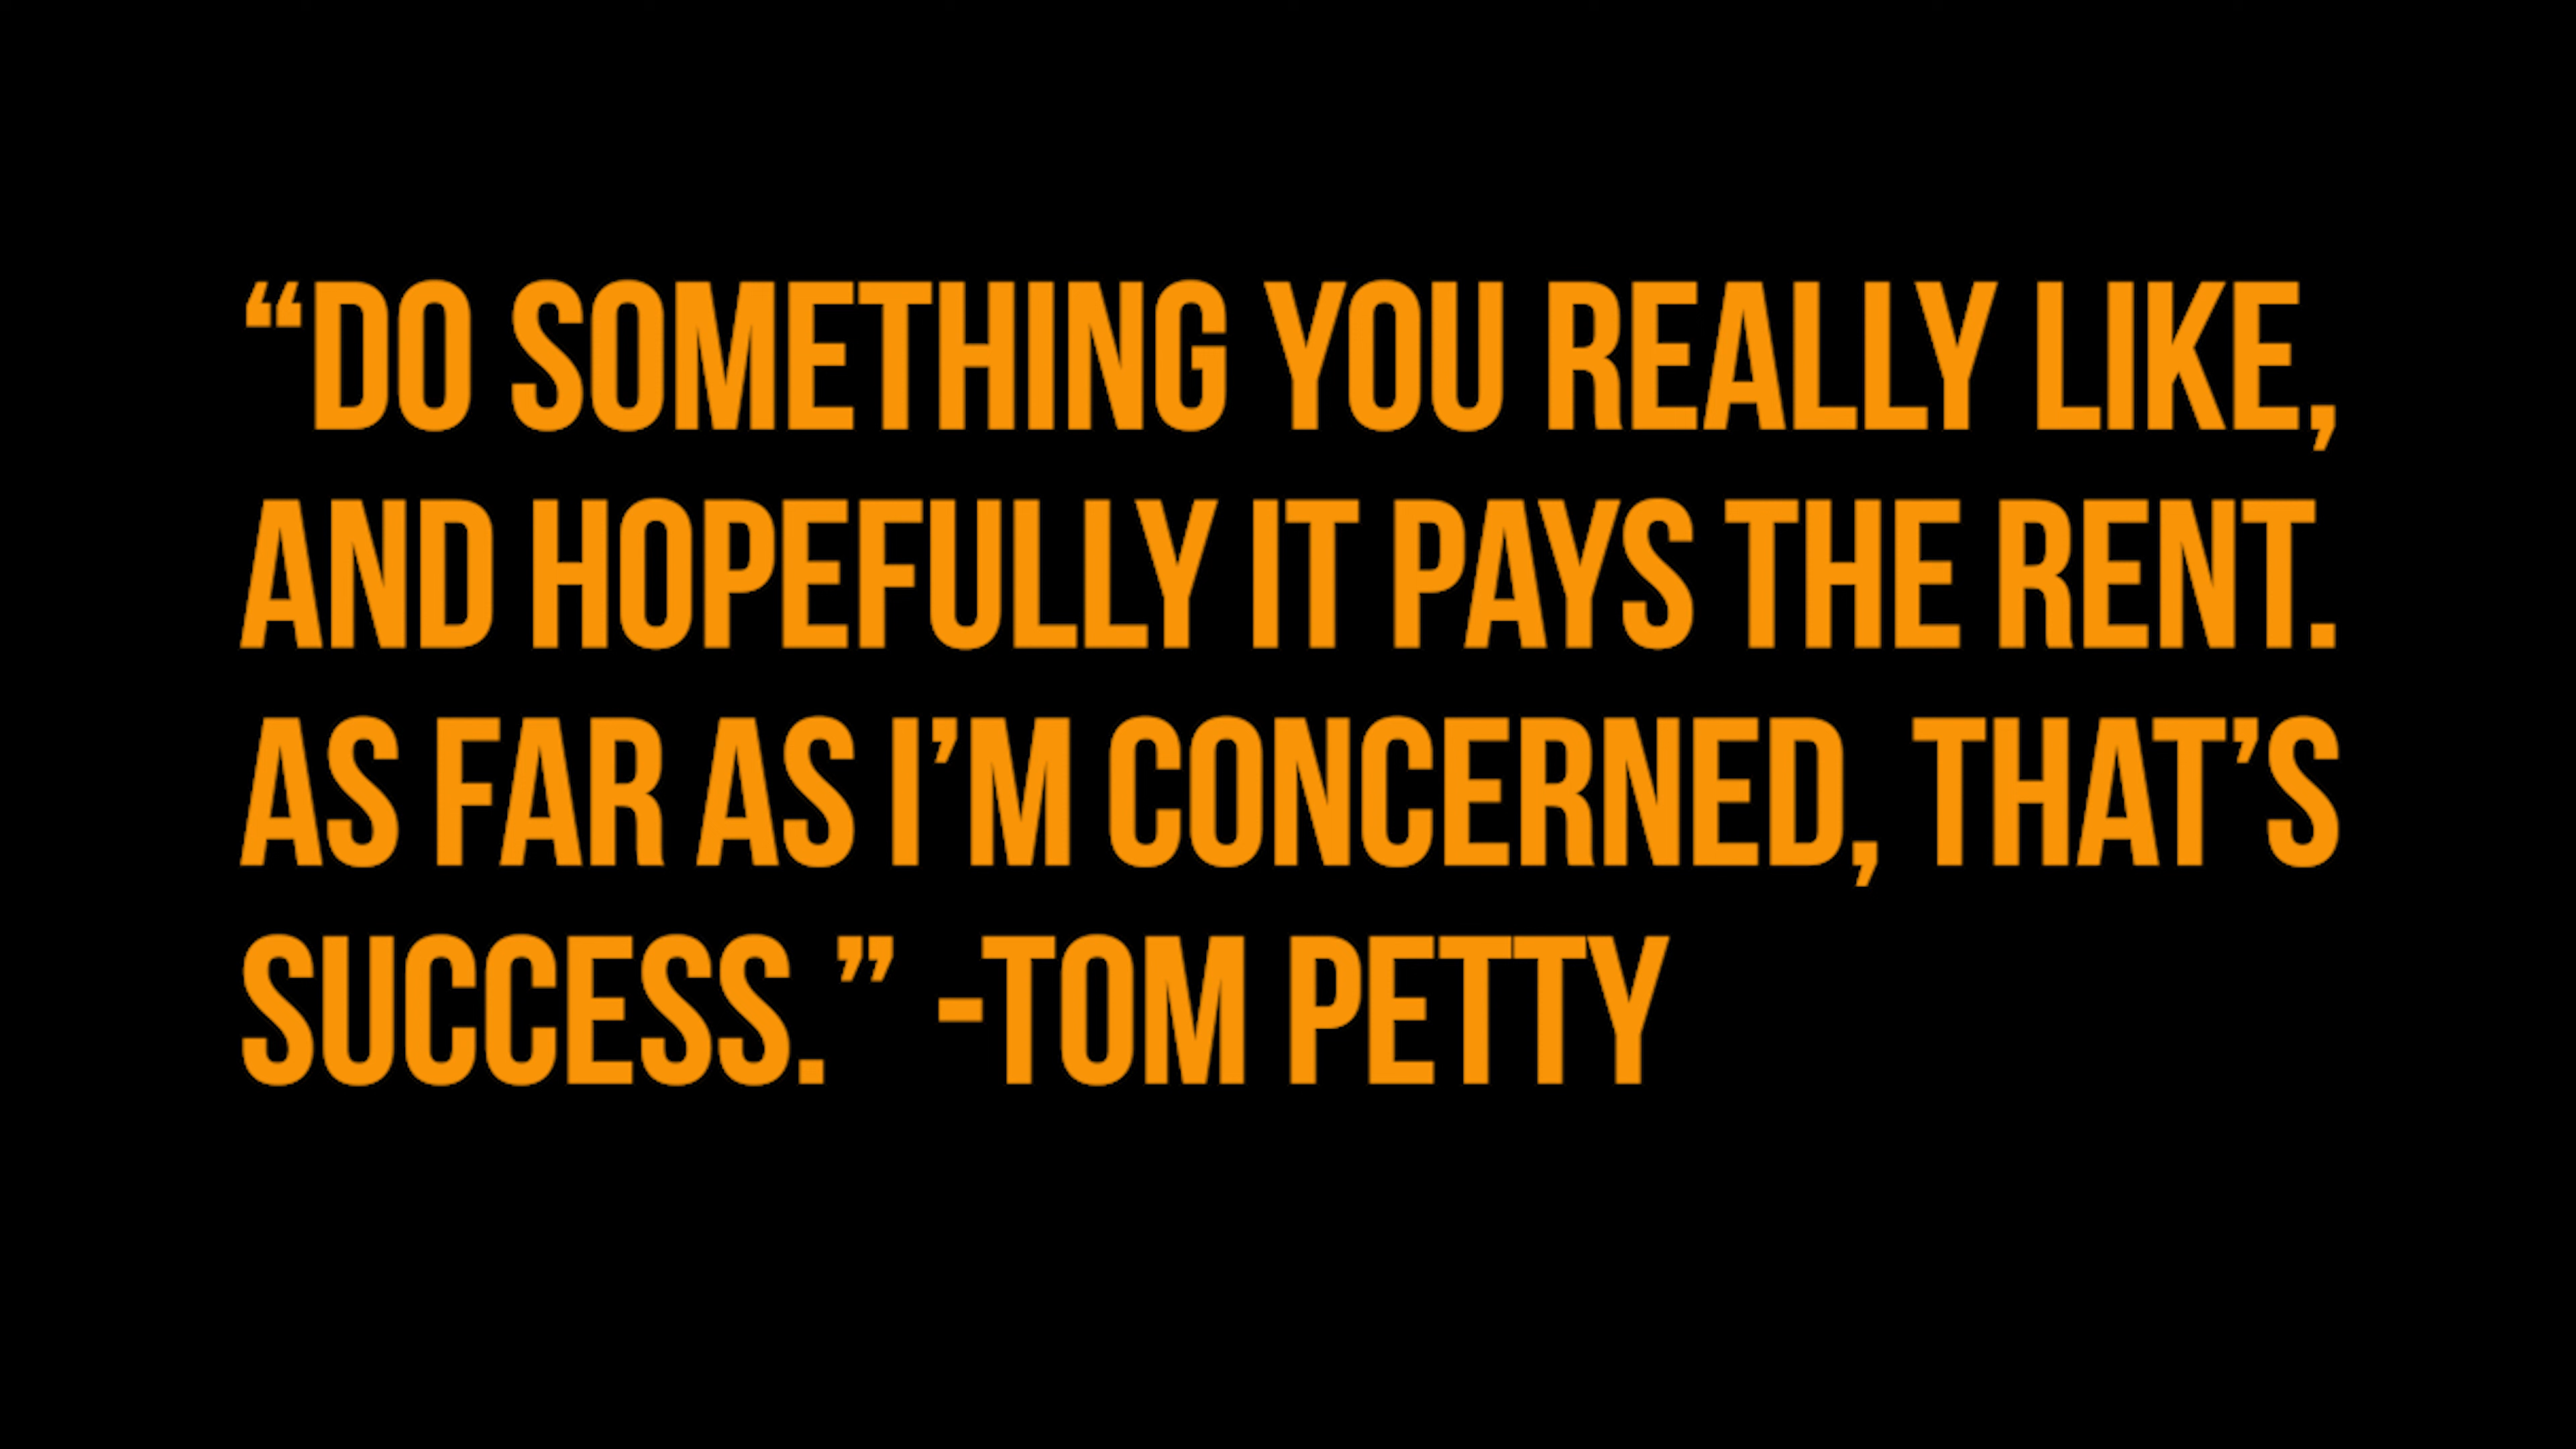 “DO SOMETHING YOU REALLY LIKE,
AND HOPEFULLY IT PAYS THE RENT.
AS FAR AS I’M CONCERNED, THAT’S
SUCCESS.” -TOM PETTY